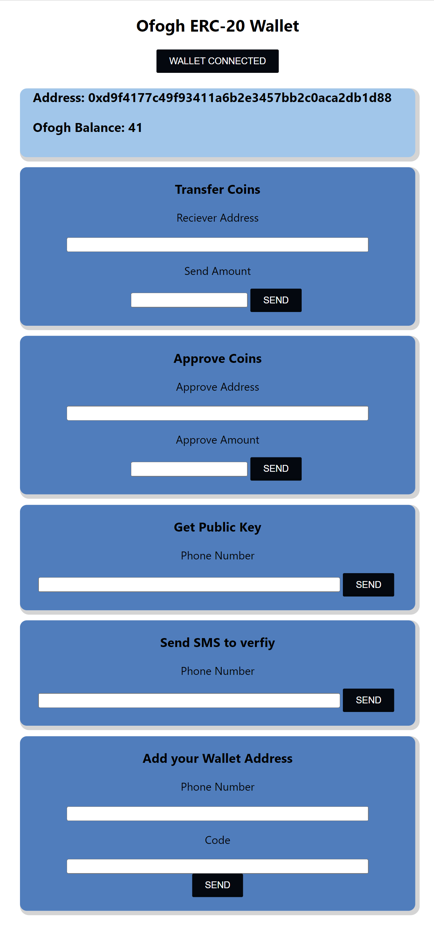 Ofogh ERC-20 Wallet
WALLET CONNECTED
Address: 0xd9f4177c49f93411a6b2e3457bb2c0aca2db1d88
Ofogh Balance: 41
Transfer Coins
Reciever Address
Send Amount
SEND
Approve Coins
Approve Address
Approve Amount
SEND
Get Public Key
Phone Number
SEND
Send SMS to verfiy
Phone Number
SEND
Add your Wallet Address
Phone Number
Code
SEND